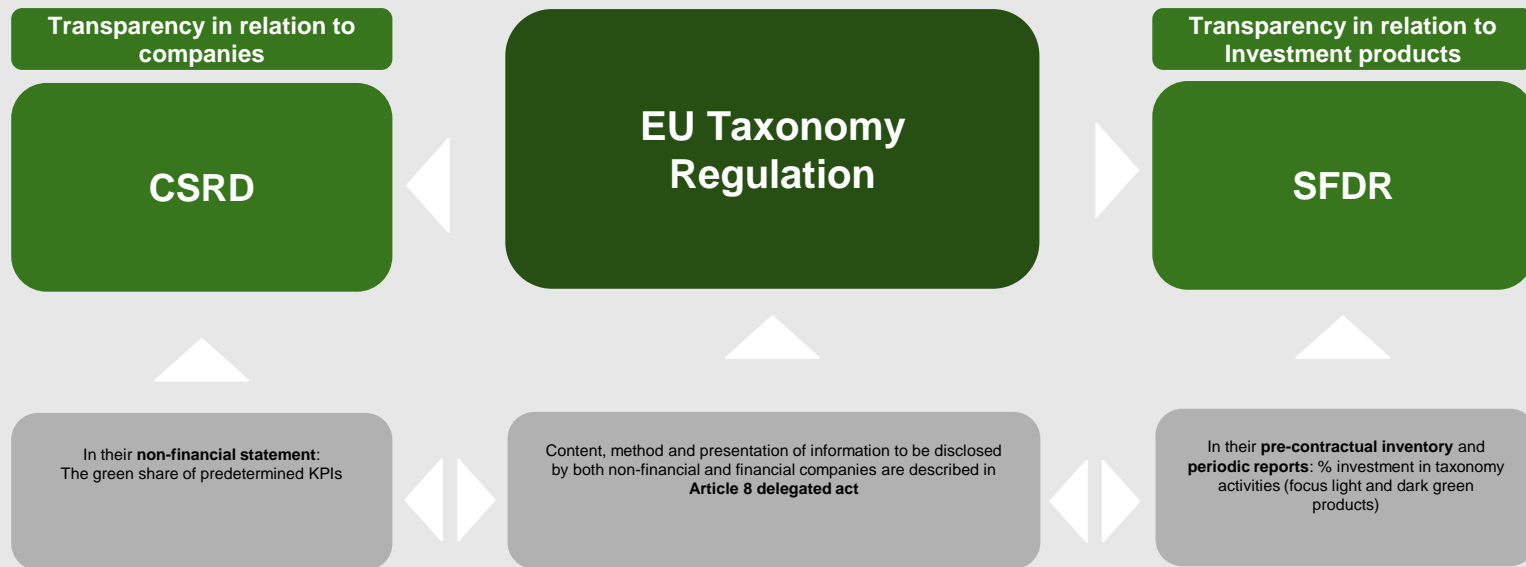 Transparency in relation to
companies
CSRD
EU Taxonomy
Regulation
Transparency in relation to
Investment products
SFDR
In their non-financial statement:
The green share of predetermined KPIs
Content, method and presentation of information to be disclosed
by both non-financial and financial companies are described in
Article 8 delegated act
In their pre-contractual inventory and
periodic reports: % investment in taxonomy
activities (focus light and dark green
products)